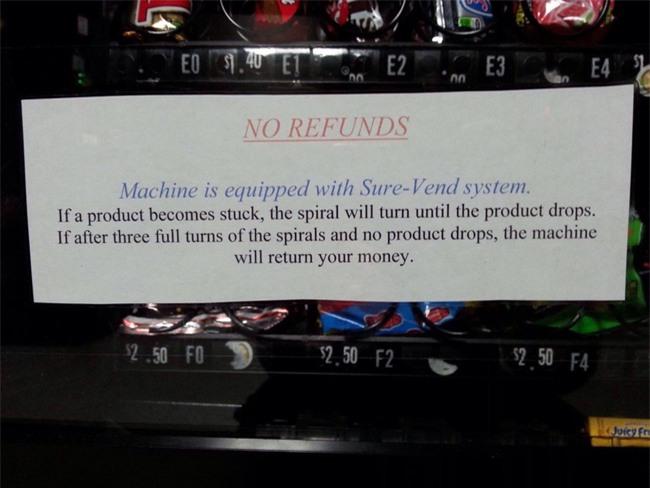 E0 $1.40 E1 E2 E3 E4 $1
NO REFUNDS
Machine is equipped with Sure-Vend system.
If a product becomes stuck, the spiral will turn until the product drops.
If after three full turns of the spirals and no product drops, the machine
will return your money.
$2.50 F0 $2.50 F2 $2.50 F4
Juicy Fr